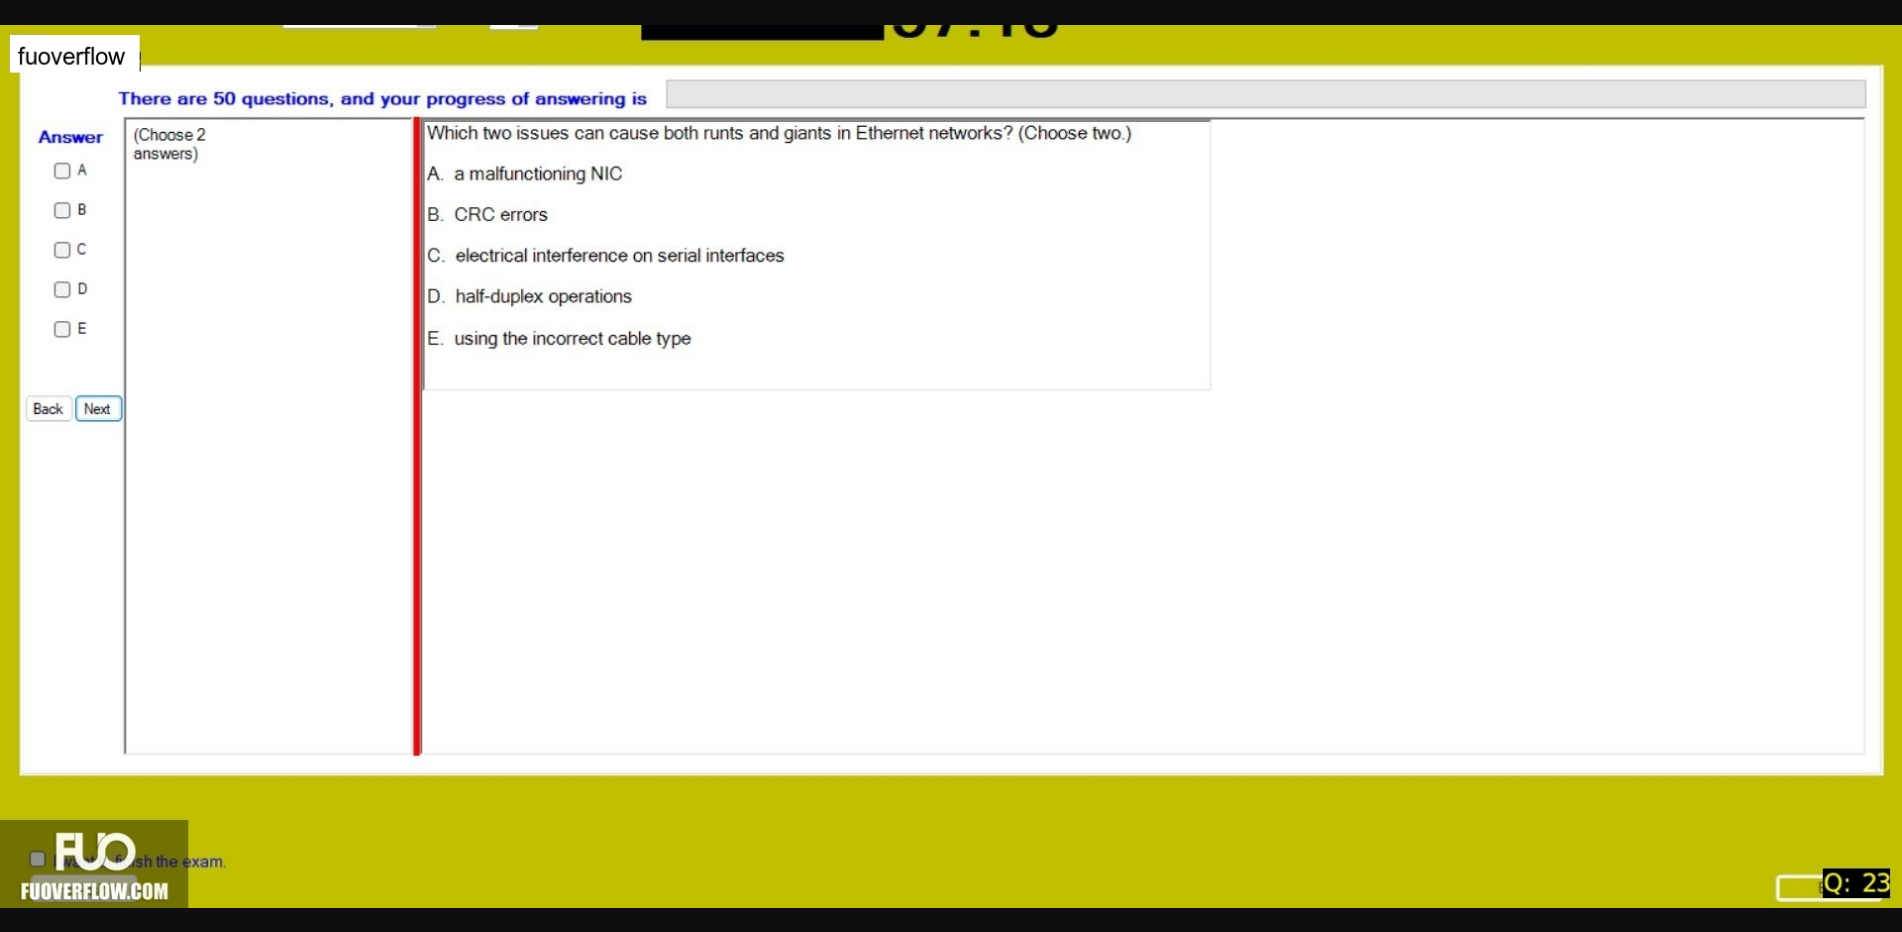 fuoverflow
There are 50 questions, and your progress of answering is
Answer
(Choose 2
answers)
A
B
C
D
E
Back Next
Which two issues can cause both runts and giants in Ethernet networks? (Choose two.)
A. a malfunctioning NIC
B. CRC errors
C. electrical interference on serial interfaces
D. half-duplex operations
E. using the incorrect cable type
FUO
sh the exam.
FUOVERFLOW.COM
Q: 23